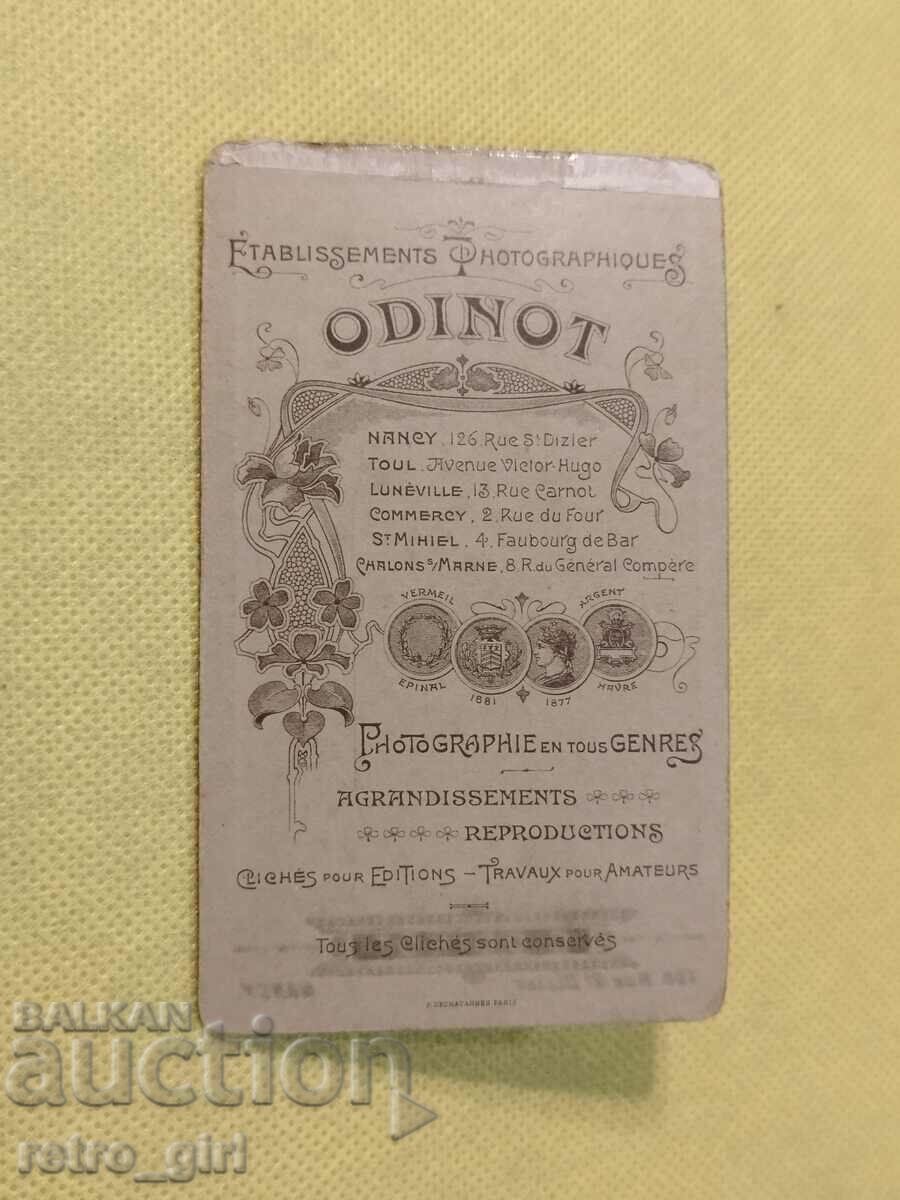 ETABLISSEMENTS PHOTOGRAPHIQUES
ODINOT
NANCY, 126, Rue St Dizier
TOUL, Avenue Victor-Hugo
LUNÉVILLE, 13, Rue Carnot
COMMERCY, 2, Rue du Four
ST MIHIEL, 4, Faubourg de Bar
CHALONS s/MARNE, 8, R. du Général Compère
VERMEIL
ARGENT
EPINAL
1881
1877
HAVRE
PHOTOGRAPHIE EN TOUS GENRES
AGRANDISSEMENTS
REPRODUCTIONS
CLICHÉS POUR EDITIONS – TRAVAUX POUR AMATEURS
Tous les Clichés sont conservés
PARIS
BALKAN
auction
retro_girl